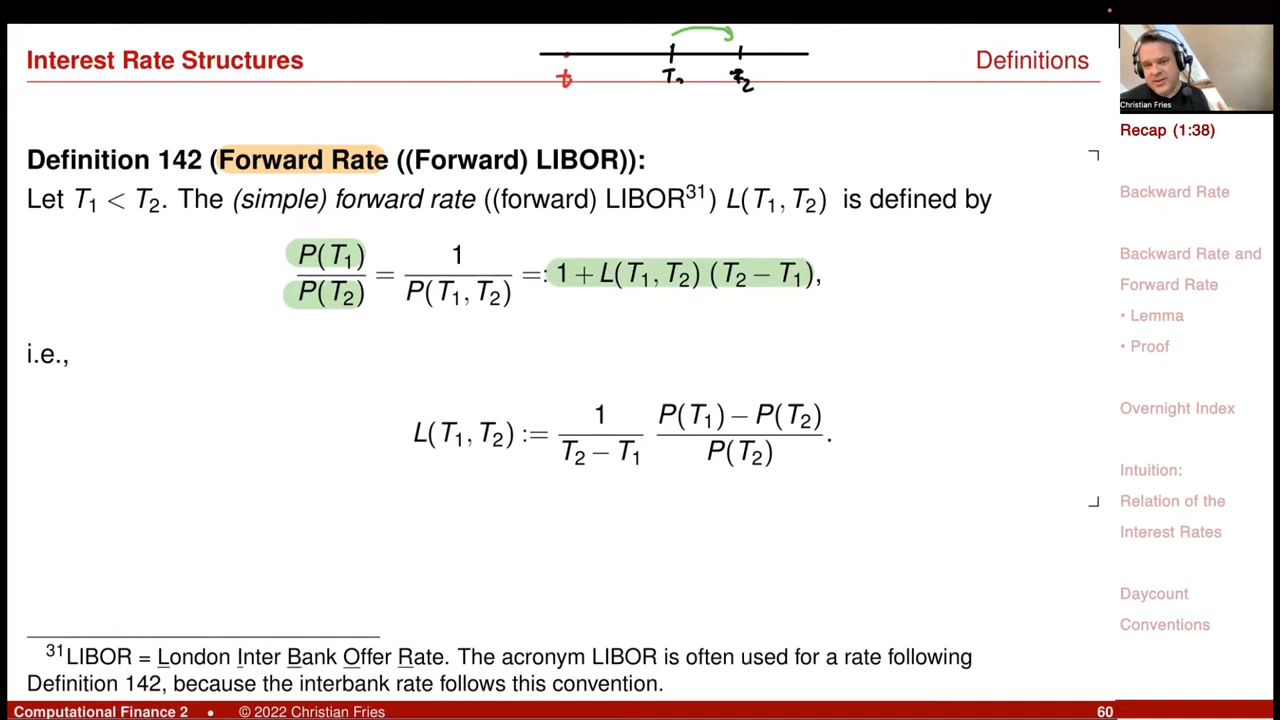 Interest Rate Structures
t T₁ T₂
Definitions
Christian Fries
Recap (1:38)
Definition 142 (Forward Rate ((Forward) LIBOR)):
Let T₁ < T₂. The (simple) forward rate ((forward) LIBOR³¹) L(T₁, T₂) is defined by
P(T₁)/P(T₂) = 1/P(T₁, T₂) =: 1 + L(T₁, T₂) (T₂ − T₁),
i.e.,
L(T₁, T₂) := 1/(T₂ − T₁) (P(T₁) − P(T₂))/P(T₂).
Backward Rate
Backward Rate and
Forward Rate
• Lemma
• Proof
Overnight Index
Intuition:
Relation of the
Interest Rates
Daycount
Conventions
³¹LIBOR = London Inter Bank Offer Rate. The acronym LIBOR is often used for a rate following
Definition 142, because the interbank rate follows this convention.
Computational Finance 2 • © 2022 Christian Fries 60